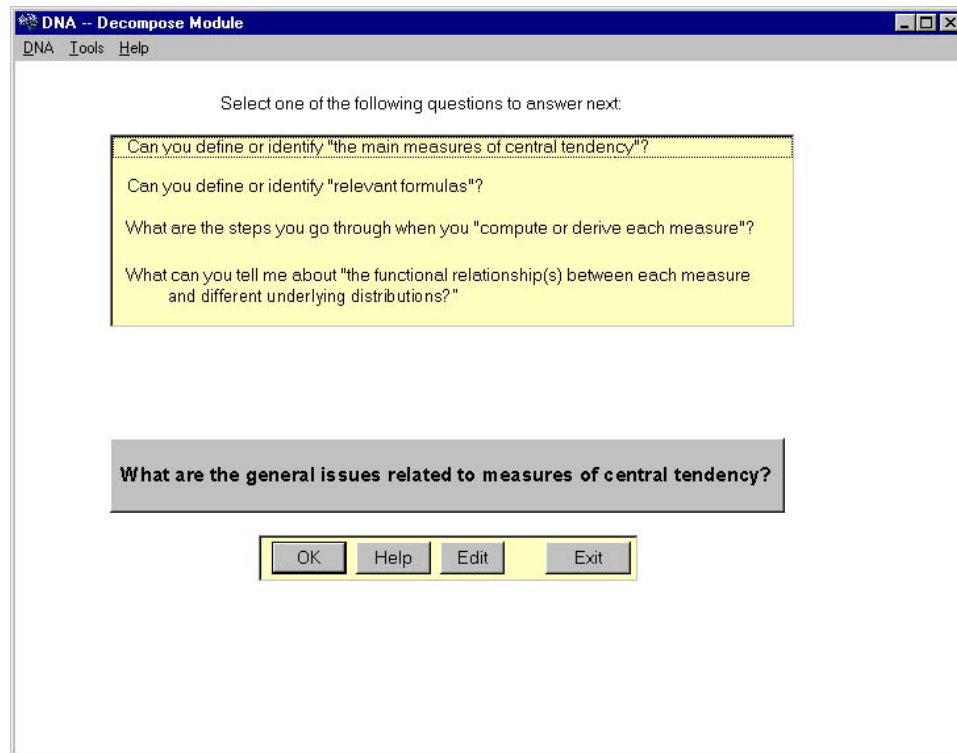 DNA -- Decompose Module
DNA Tools Help
Select one of the following questions to answer next:
Can you define or identify "the main measures of central tendency"?
Can you define or identify "relevant formulas"?
What are the steps you go through when you "compute or derive each measure"?
What can you tell me about "the functional relationship(s) between each measure
and different underlying distributions?"
What are the general issues related to measures of central tendency?
OK Help Edit Exit